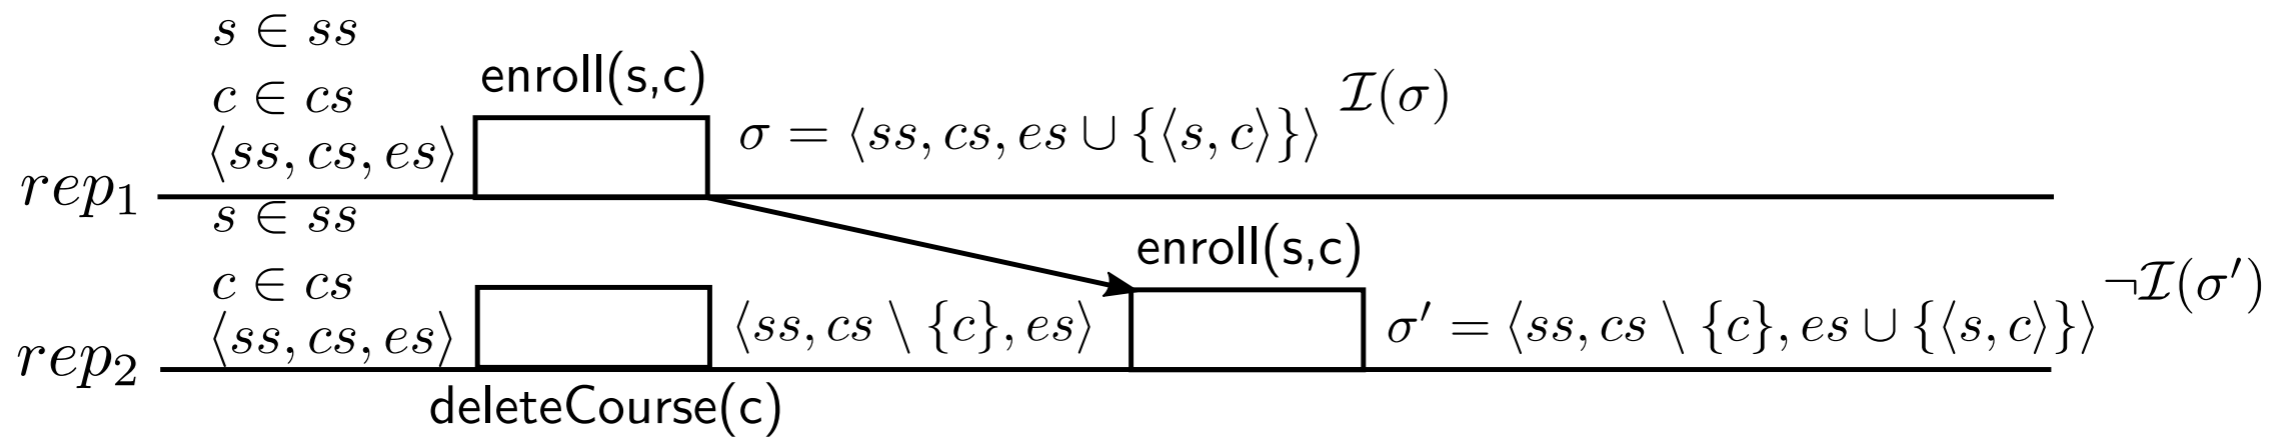 s ∈ ss
c ∈ cs
⟨ss, cs, es⟩
enroll(s,c)
σ = ⟨ss, cs, es ∪ {⟨s, c⟩}⟩
ℐ(σ)
rep₁
s ∈ ss
c ∈ cs
⟨ss, cs, es⟩
rep₂
deleteCourse(c)
⟨ss, cs \ {c}, es⟩
enroll(s,c)
σ′ = ⟨ss, cs \ {c}, es ∪ {⟨s, c⟩}⟩
¬ℐ(σ′)